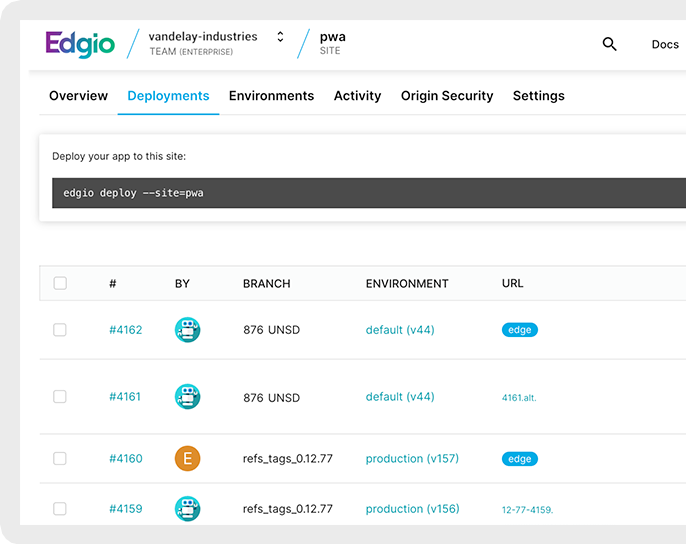 Edgio
vandelay-industries
TEAM (ENTERPRISE)
pwa
SITE
Docs
Overview Deployments Environments Activity Origin Security Settings
Deploy your app to this site:
edgio deploy --site=pwa
# BY BRANCH ENVIRONMENT URL
#4162 876 UNSD default (v44) edge
#4161 876 UNSD default (v44) 4161.alt.
#4160 E refs_tags_0.12.77 production (v157) edge
#4159 refs_tags_0.12.77 production (v156) 12-77-4159.